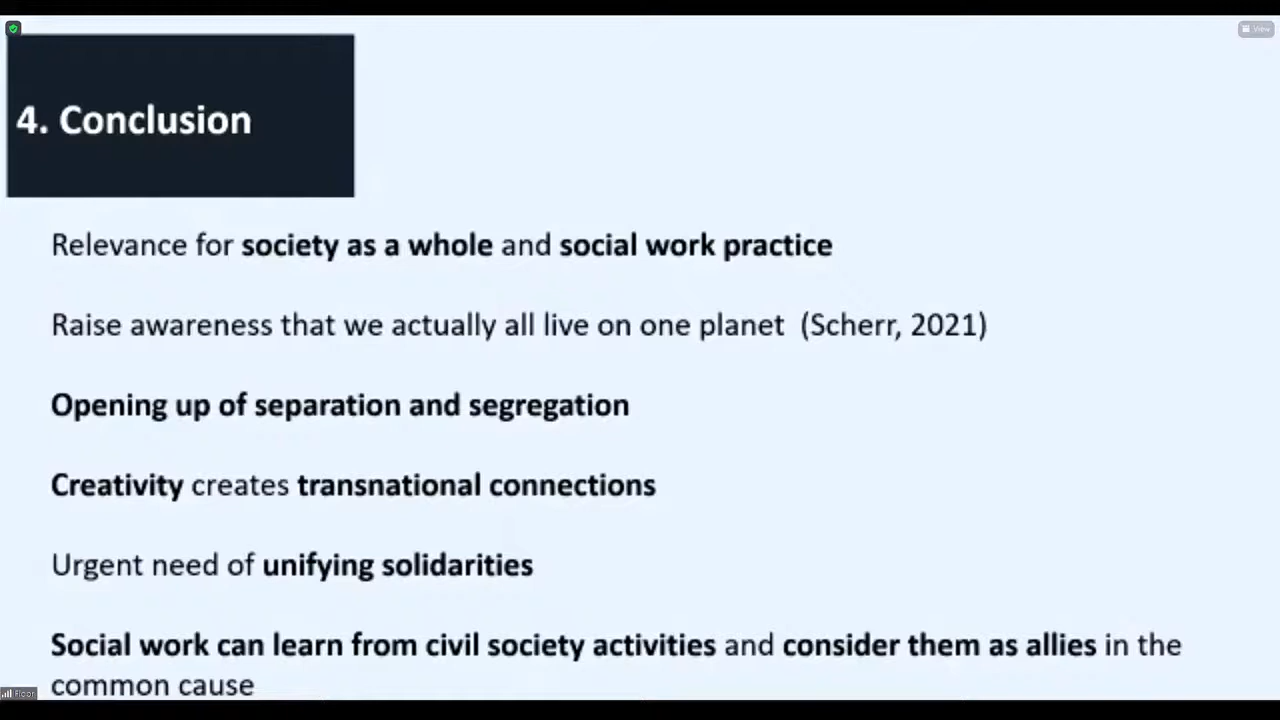 View
4. Conclusion
Relevance for society as a whole and social work practice
Raise awareness that we actually all live on one planet (Scherr, 2021)
Opening up of separation and segregation
Creativity creates transnational connections
Urgent need of unifying solidarities
Social work can learn from civil society activities and consider them as allies in the
common cause
Floor